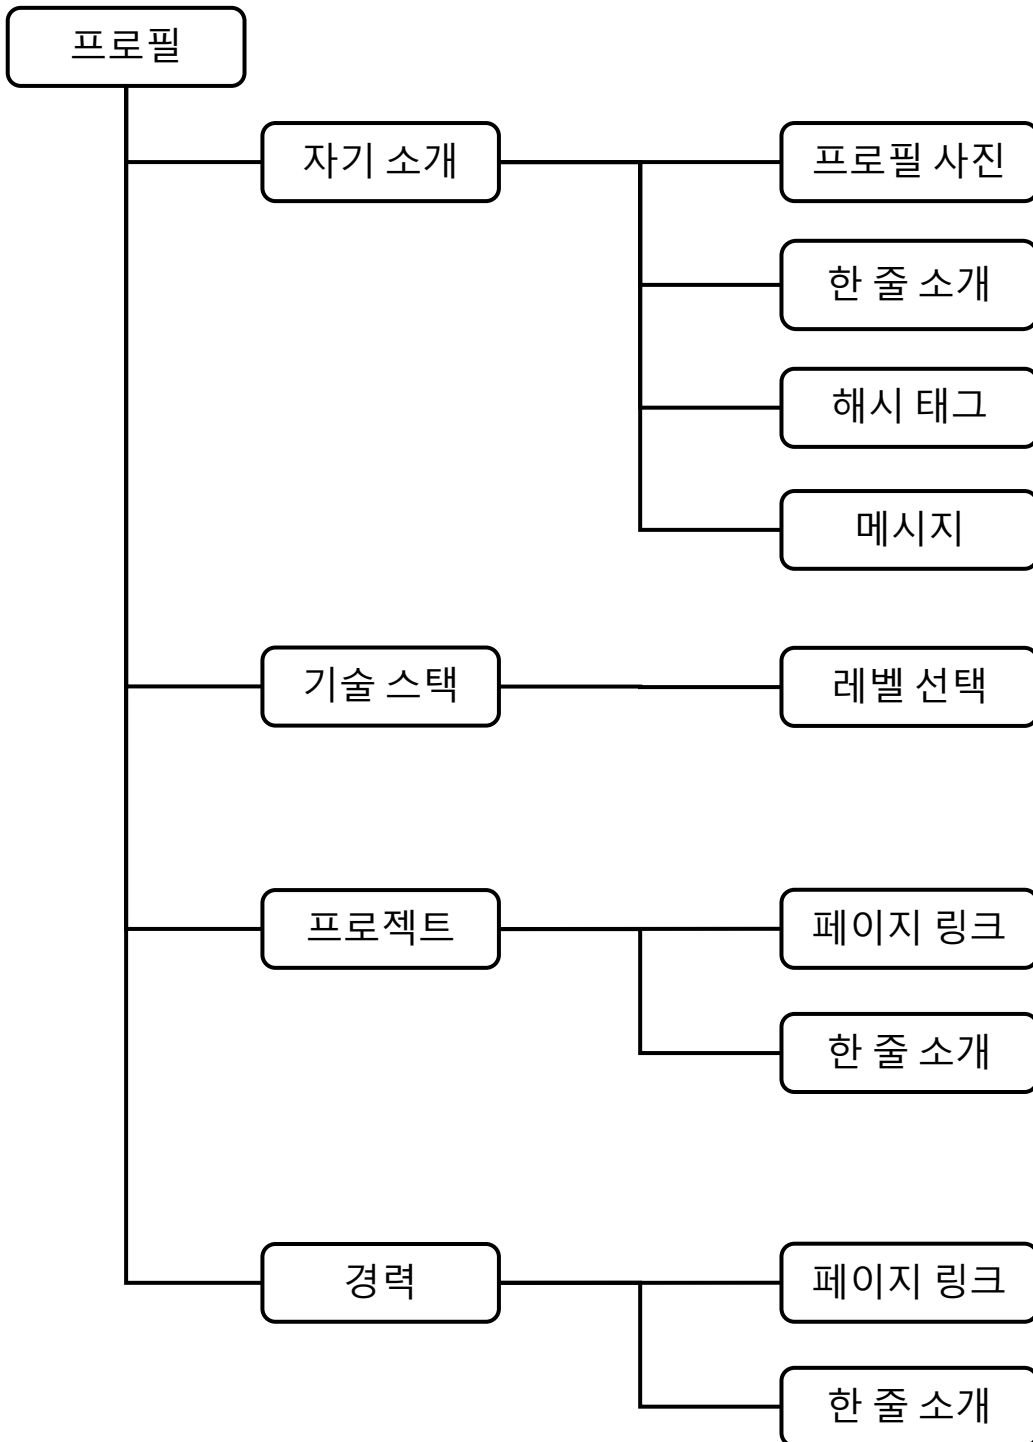 프로필
자기 소개
프로필 사진
한 줄 소개
해시 태그
메시지
기술 스택
레벨 선택
프로젝트
페이지 링크
한 줄 소개
경력
페이지 링크
한 줄 소개